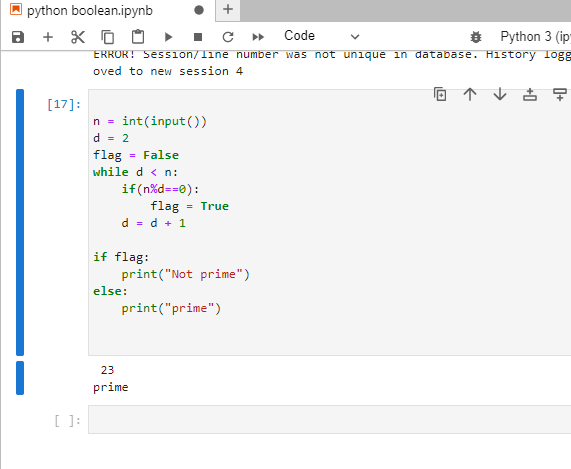 python boolean.ipynb
Code
Python 3 (ip
ERROR! Session/line number was not unique in database. History logg
oved to new session 4
[17]:
n = int(input())
d = 2
flag = False
while d < n:
    if(n%d==0):
        flag = True
    d = d + 1
if flag:
    print("Not prime")
else:
    print("prime")
23
prime
[ ]: